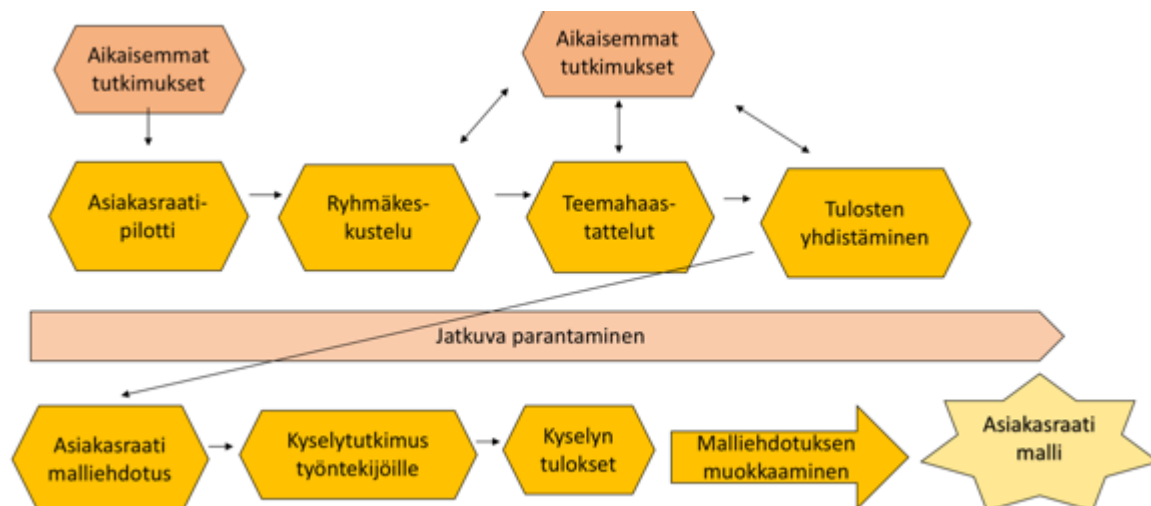 Aikaisemmat
tutkimukset
Aikaisemmat
tutkimukset
Asiakasraati-
pilotti
Ryhmäkes-
kustelu
Teemahaas-
tattelut
Tulosten
yhdistäminen
Jatkuva parantaminen
Asiakasraati
malliehdotus
Kyselytutkimus
työntekijöille
Kyselyn
tulokset
Malliehdotuksen
muokkaaminen
Asiakasraati
malli